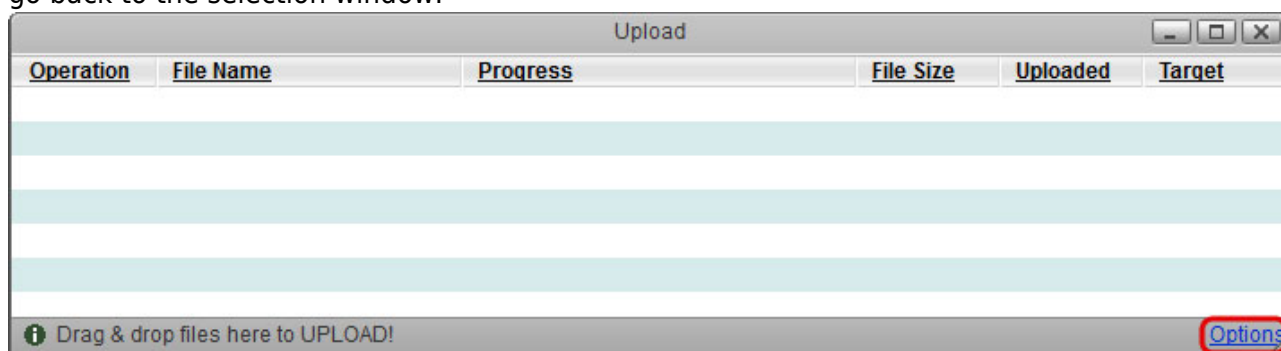 go back to the selection window.
Upload
Operation File Name Progress File Size Uploaded Target
Drag & drop files here to UPLOAD!
Options